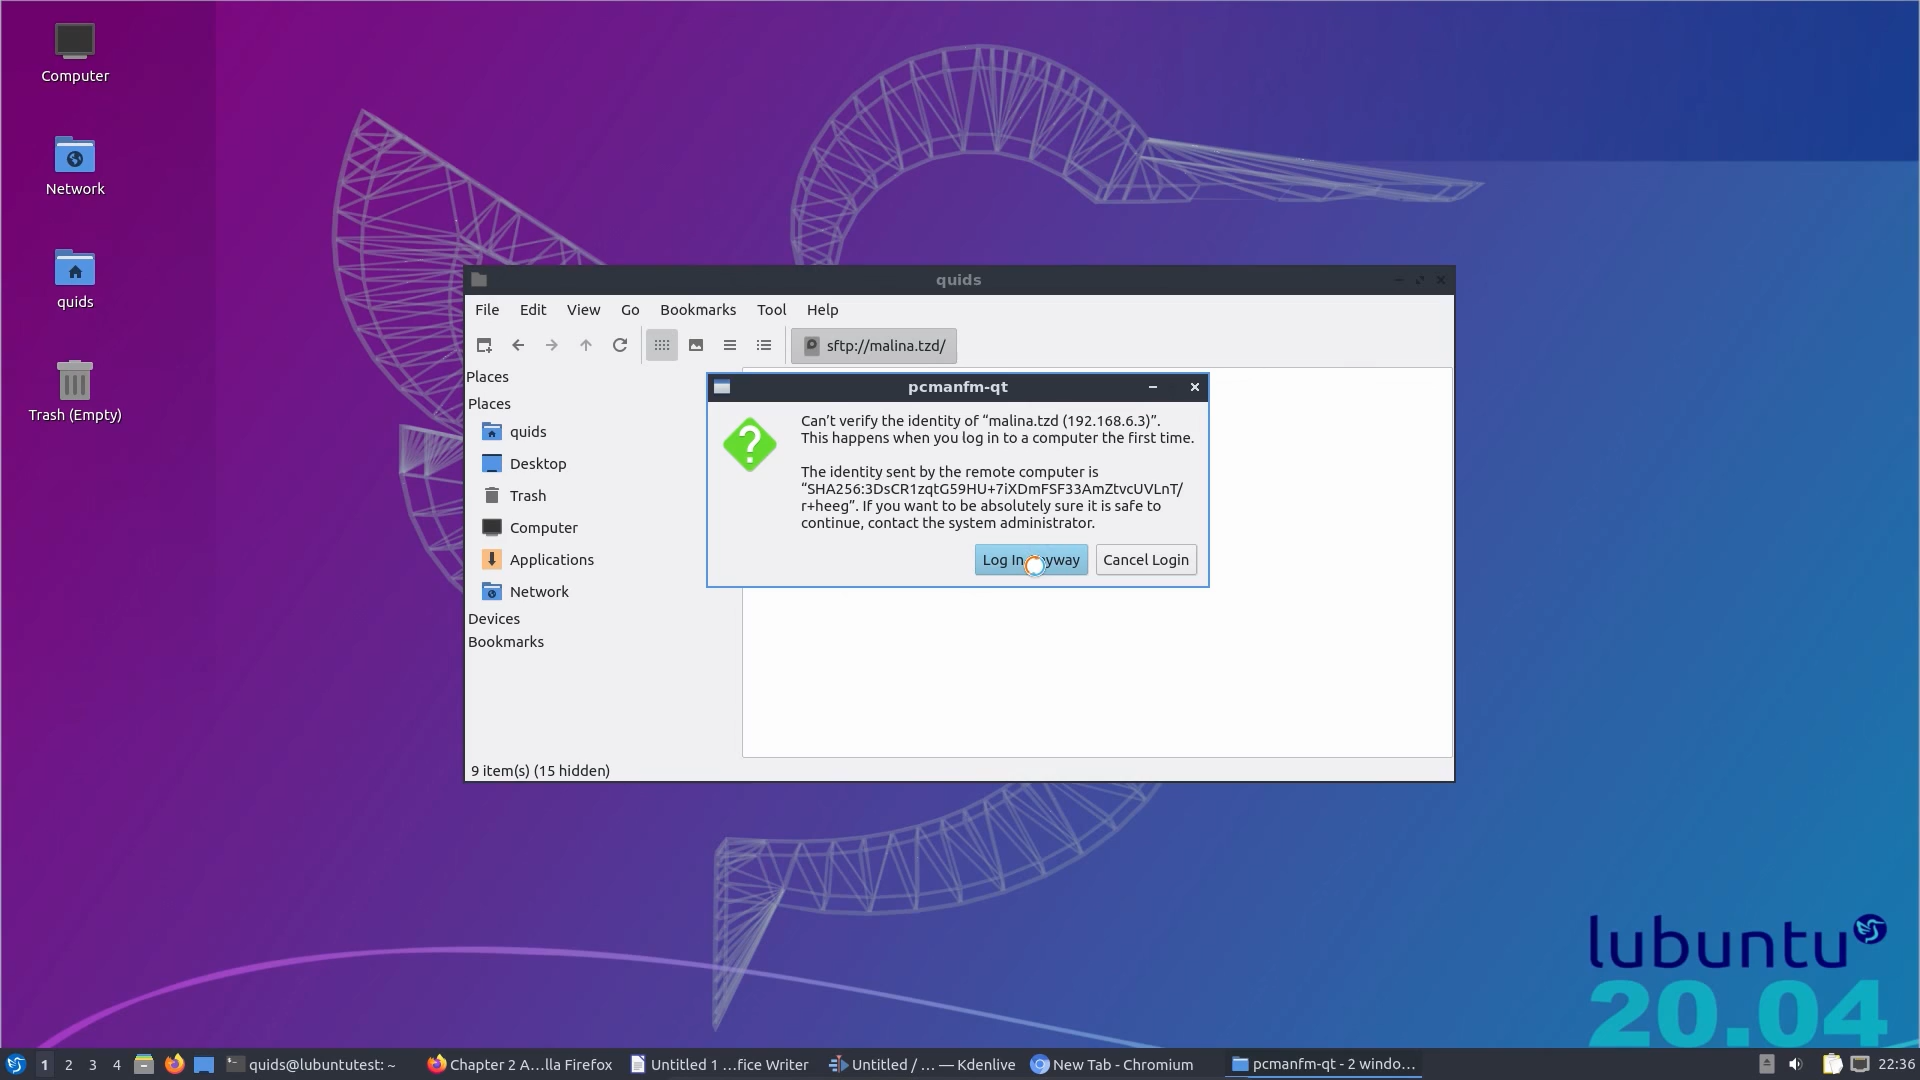 Computer
Network
quids
Trash (Empty)
quids
File Edit View Go Bookmarks Tool Help
sftp://malina.tzd/
Places
Places
quids
Desktop
Trash
Computer
Applications
Network
Devices
Bookmarks
9 item(s) (15 hidden)
pcmanfm-qt
Can’t verify the identity of “malina.tzd (192.168.6.3)”.
This happens when you log in to a computer the first time.
The identity sent by the remote computer is
“SHA256:3DsCR1zqtG59HU+7iXDmFSF33AmZtvcUVLnT/
r+heeg”. If you want to be absolutely sure it is safe to
continue, contact the system administrator.
Log In yway Cancel Login
lubuntu
20.04
1 2 3 4 quids@lubuntutest: ~ Chapter 2 A...lla Firefox Untitled 1 ...fice Writer Untitled / ... — Kdenlive New Tab - Chromium pcmanfm-qt - 2 windo... 22:36